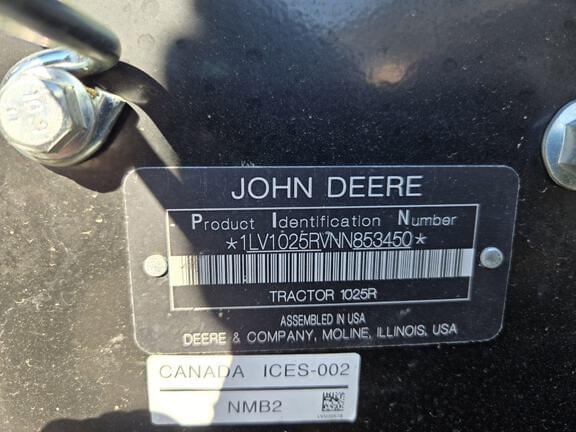 JOHN DEERE
Product Identification Number
*1LV1025RVNN853450*
TRACTOR 1025R
ASSEMBLED IN USA
DEERE & COMPANY, MOLINE, ILLINOIS, USA
CANADA ICES-002
NMB2